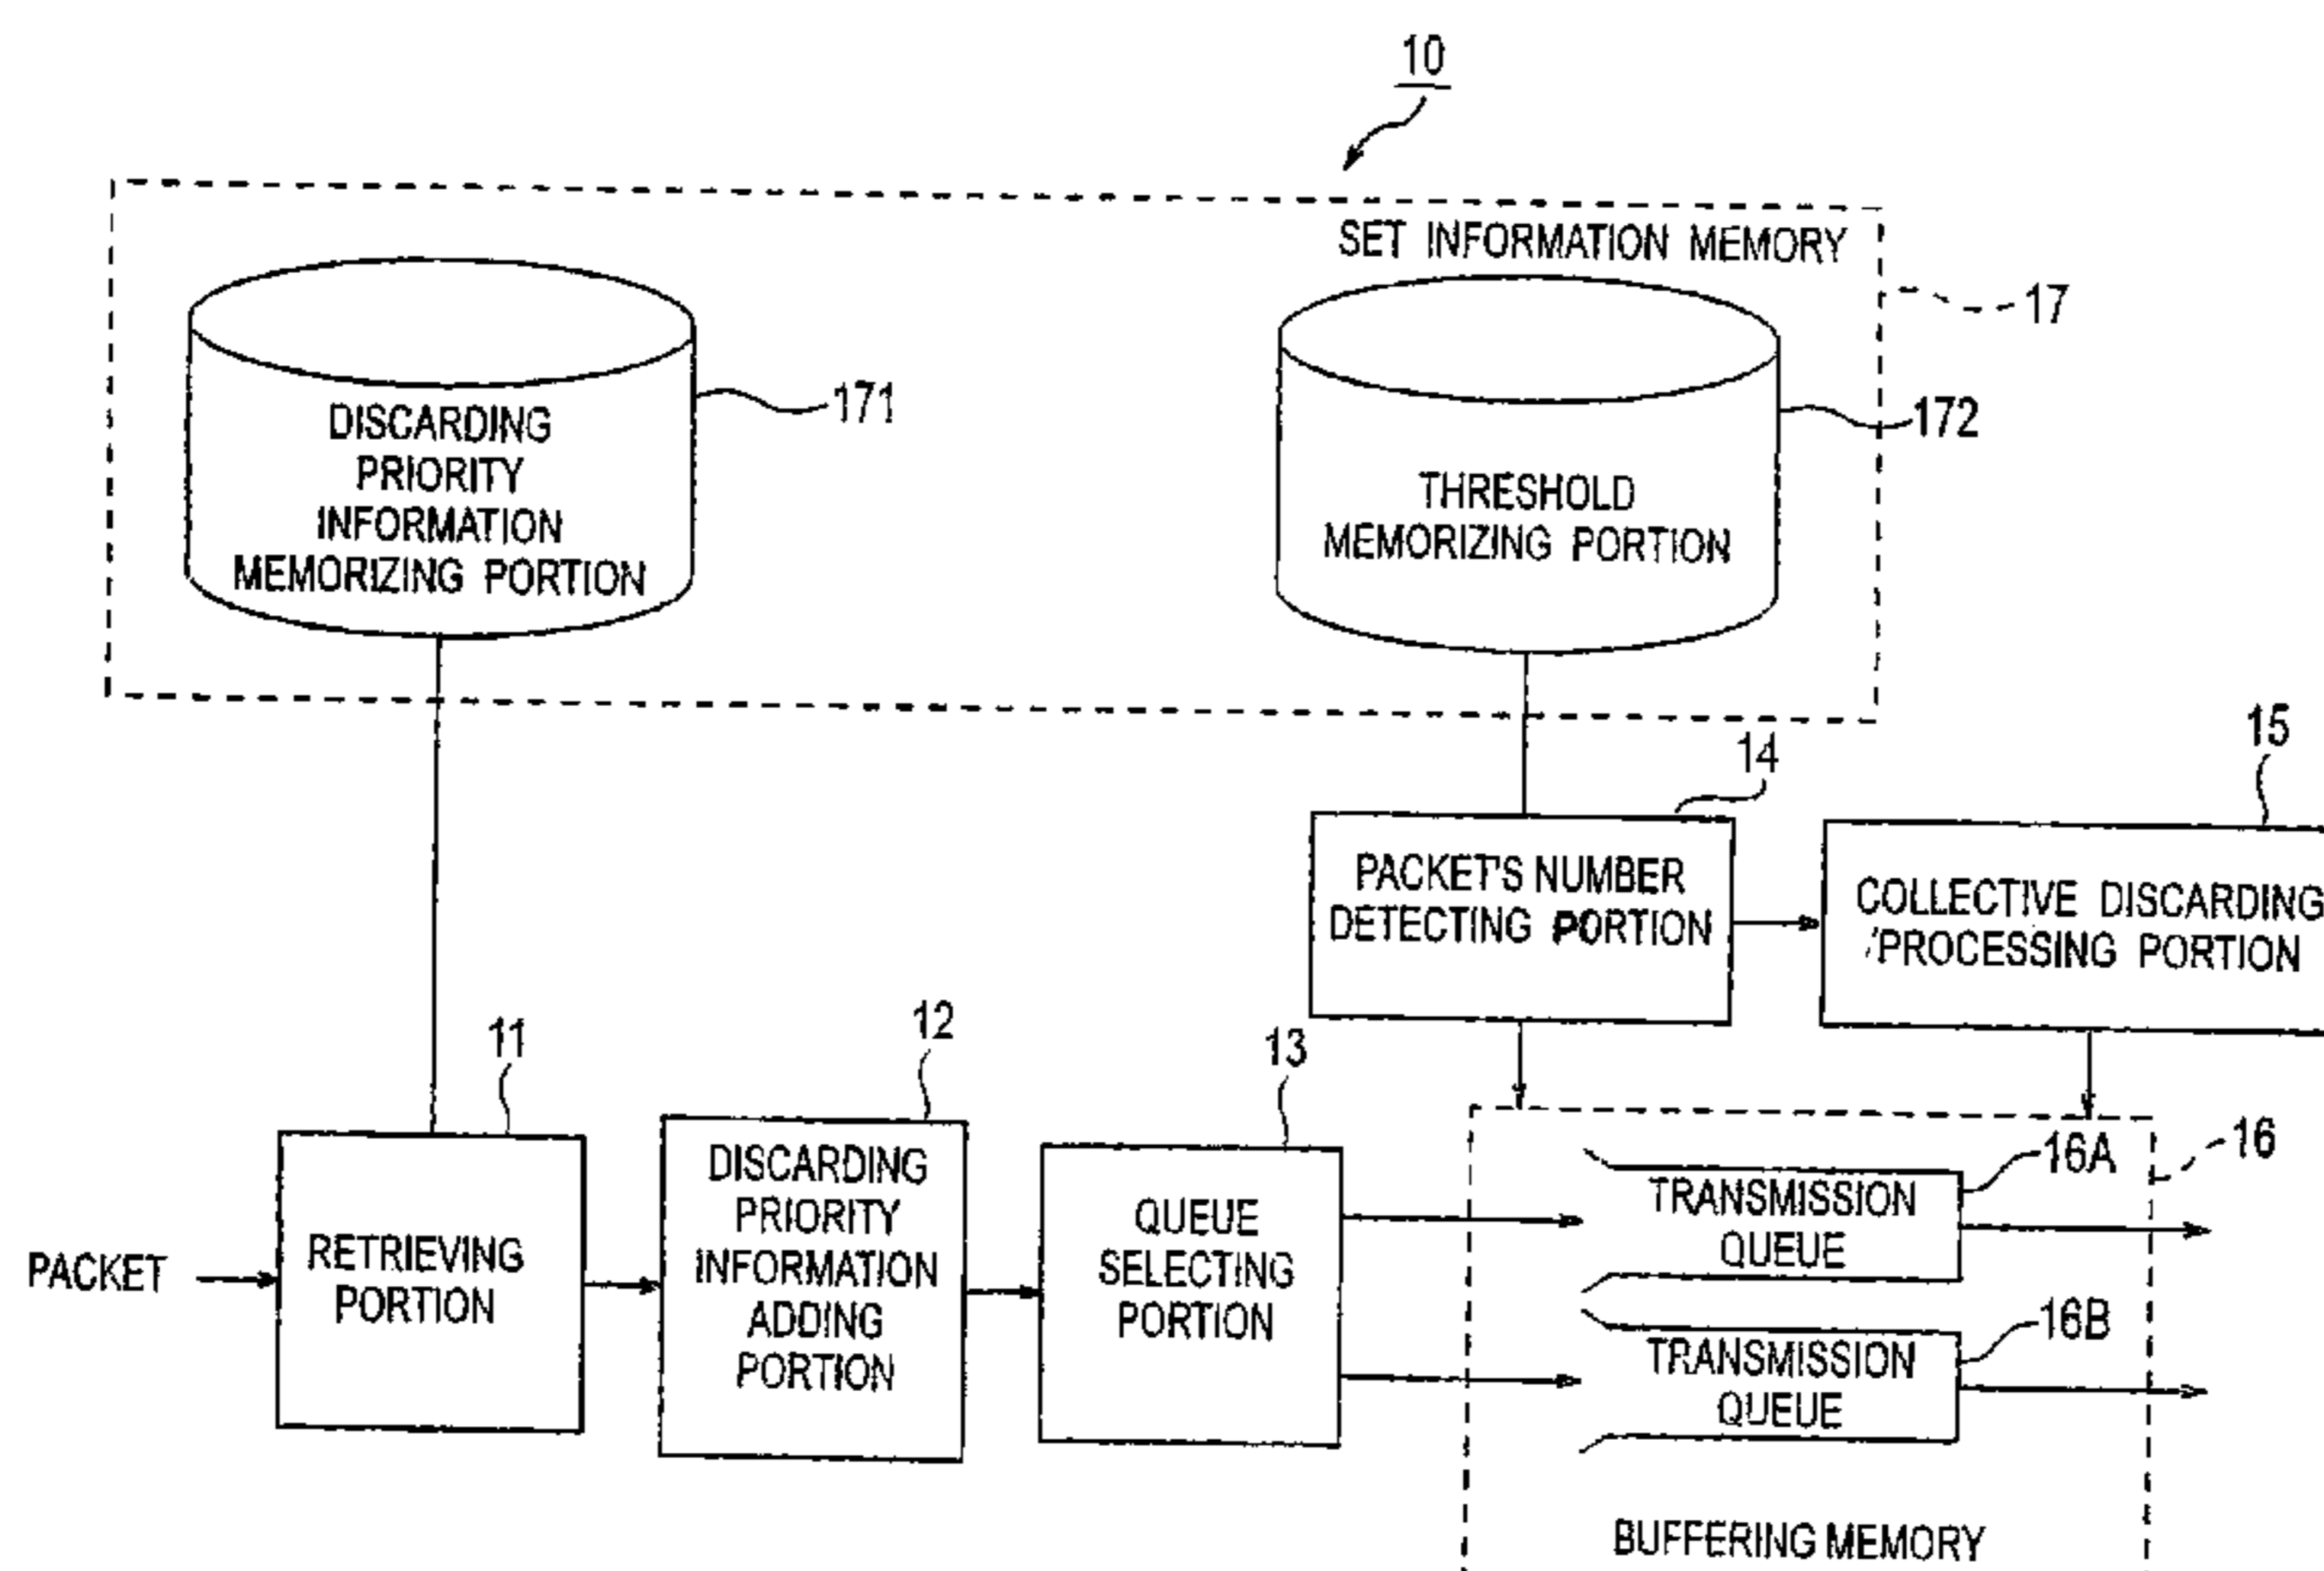 10
SET INFORMATION MEMORY
17
DISCARDING
PRIORITY
INFORMATION
MEMORIZING PORTION
171
THRESHOLD
MEMORIZING PORTION
172
14
15
PACKET'S NUMBER
DETECTING PORTION
COLLECTIVE DISCARDING
/PROCESSING PORTION
11
12
13
PACKET
RETRIEVING
PORTION
DISCARDING
PRIORITY
INFORMATION
ADDING
PORTION
QUEUE
SELECTING
PORTION
16
16A
TRANSMISSION
QUEUE
16B
TRANSMISSION
QUEUE
BUFFERING MEMORY